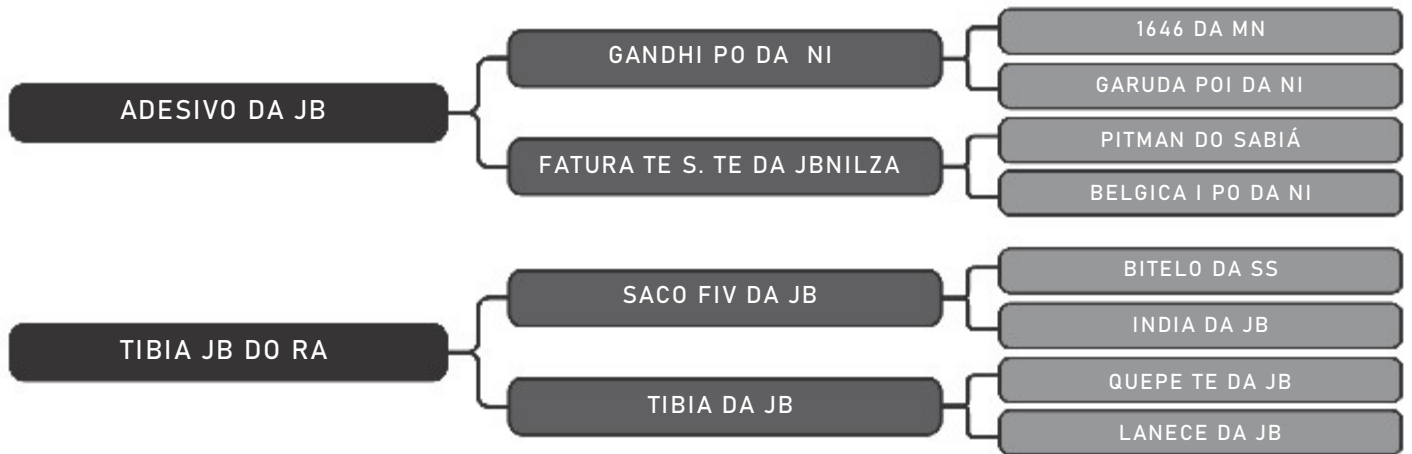 ADESIVO DA JB
GANDHI PO DA  NI
1646 DA MN
GARUDA POI DA NI
FATURA TE S. TE DA JBNILZA
PITMAN DO SABIÁ
BELGICA I PO DA NI
TIBIA JB DO RA
SACO FIV DA JB
BITELO DA SS
INDIA DA JB
TIBIA DA JB
QUEPE TE DA JB
LANECE DA JB